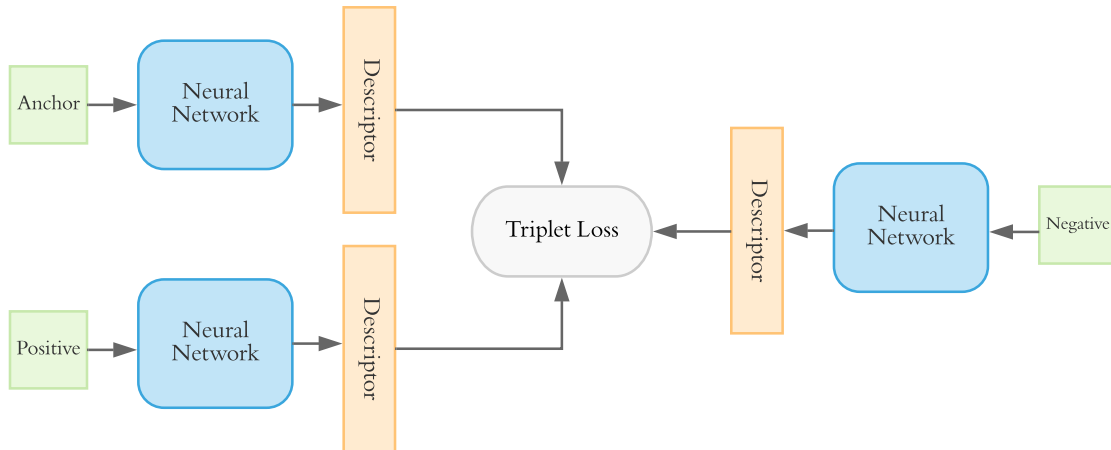 Anchor
Neural
Network
Descriptor
Positive
Neural
Network
Descriptor
Triplet Loss
Descriptor
Neural
Network
Negative